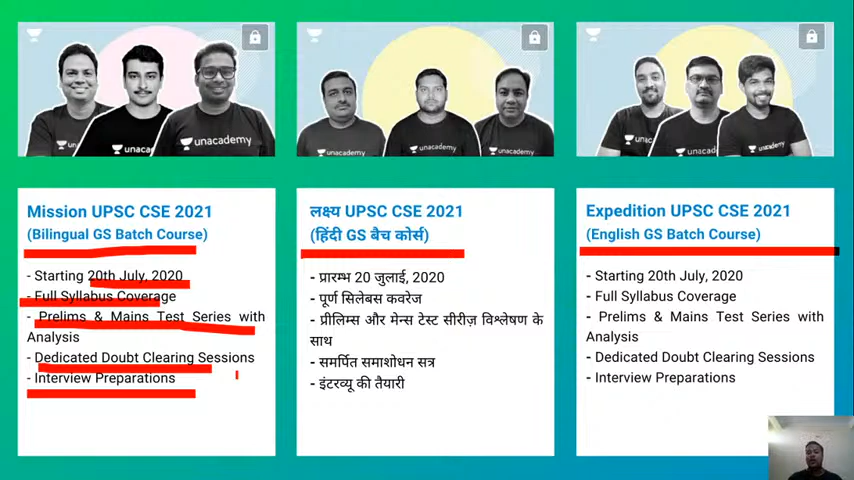 unacademy
unacademy
unacademy
unacademy
unacademy
unacademy
unacademy
unacademy
Mission UPSC CSE 2021
(Bilingual GS Batch Course)
- Starting 20th July, 2020
- Full Syllabus Coverage
- Prelims & Mains Test Series with
Analysis
- Dedicated Doubt Clearing Sessions
- Interview Preparations
लक्ष्य UPSC CSE 2021
(हिंदी GS बैच कोर्स)
- प्रारम्भ 20 जुलाई, 2020
- पूर्ण सिलेबस कवरेज
- प्रीलिम्स और मेन्स टेस्ट सीरीज़ विश्लेषण के
साथ
- समर्पित समाशोधन सत्र
- इंटरव्यू की तैयारी
Expedition UPSC CSE 2021
(English GS Batch Course)
- Starting 20th July, 2020
- Full Syllabus Coverage
- Prelims & Mains Test Series with
Analysis
- Dedicated Doubt Clearing Sessions
- Interview Preparations